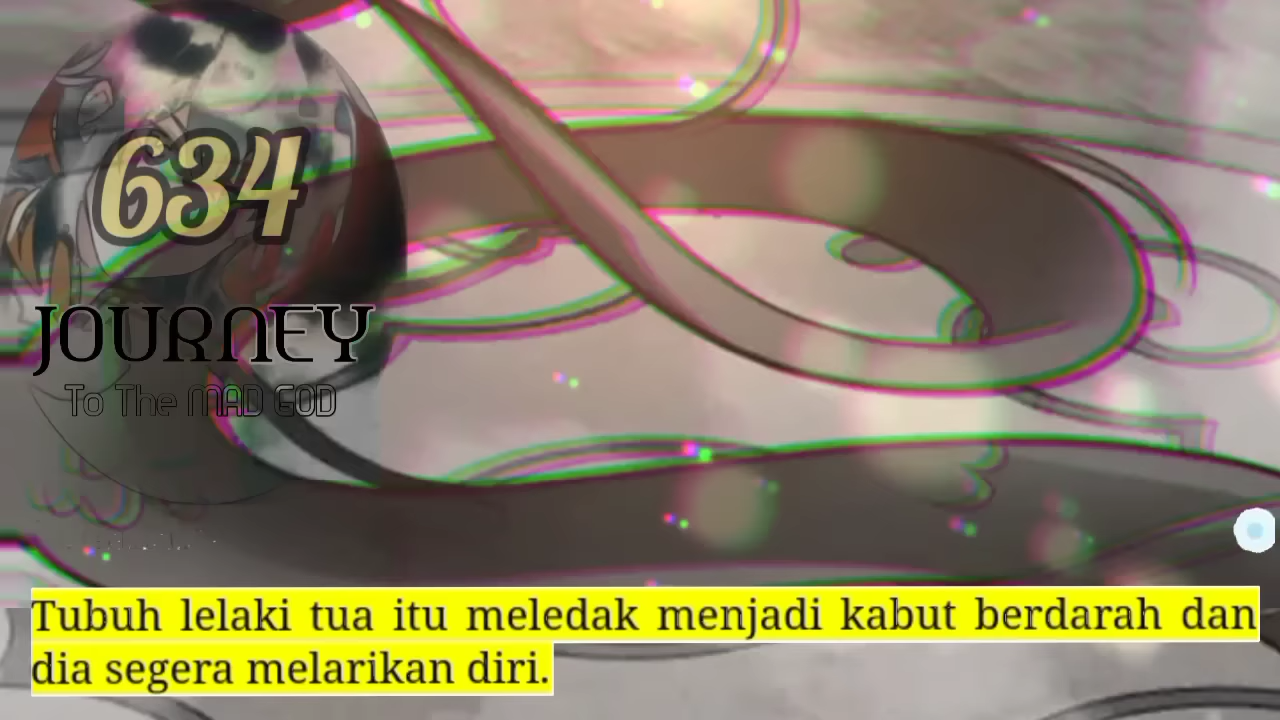 634
JOURNEY
To The MAD GOD
Tubuh lelaki tua itu meledak menjadi kabut berdarah dan
dia segera melarikan diri.